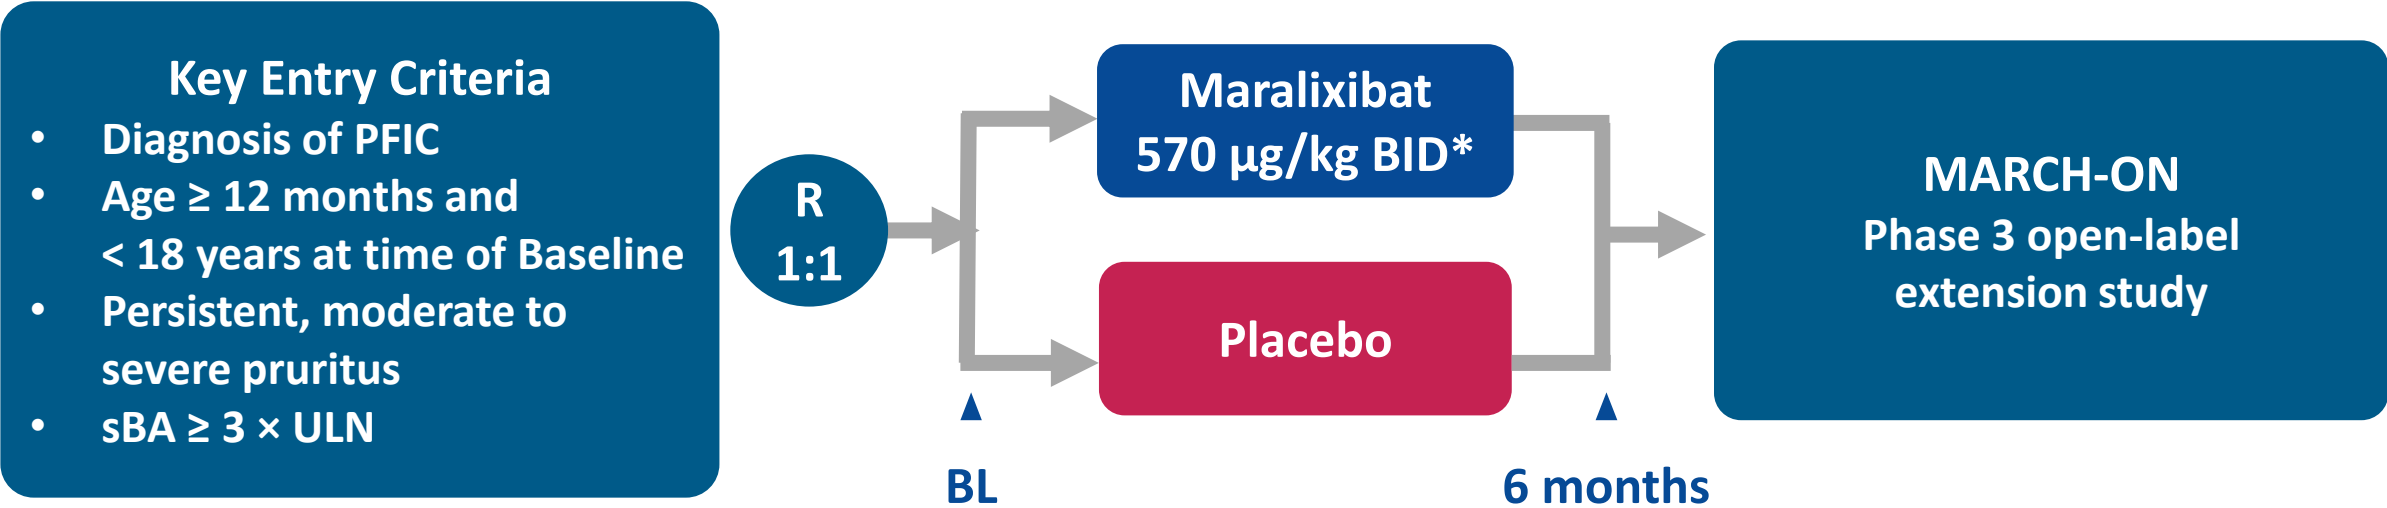 Key Entry Criteria
• Diagnosis of PFIC
• Age ≥ 12 months and
< 18 years at time of Baseline
• Persistent, moderate to
severe pruritus
• sBA ≥ 3 × ULN
R
1:1
Maralixibat
570 µg/kg BID*
Placebo
BL
6 months
MARCH-ON
Phase 3 open-label
extension study